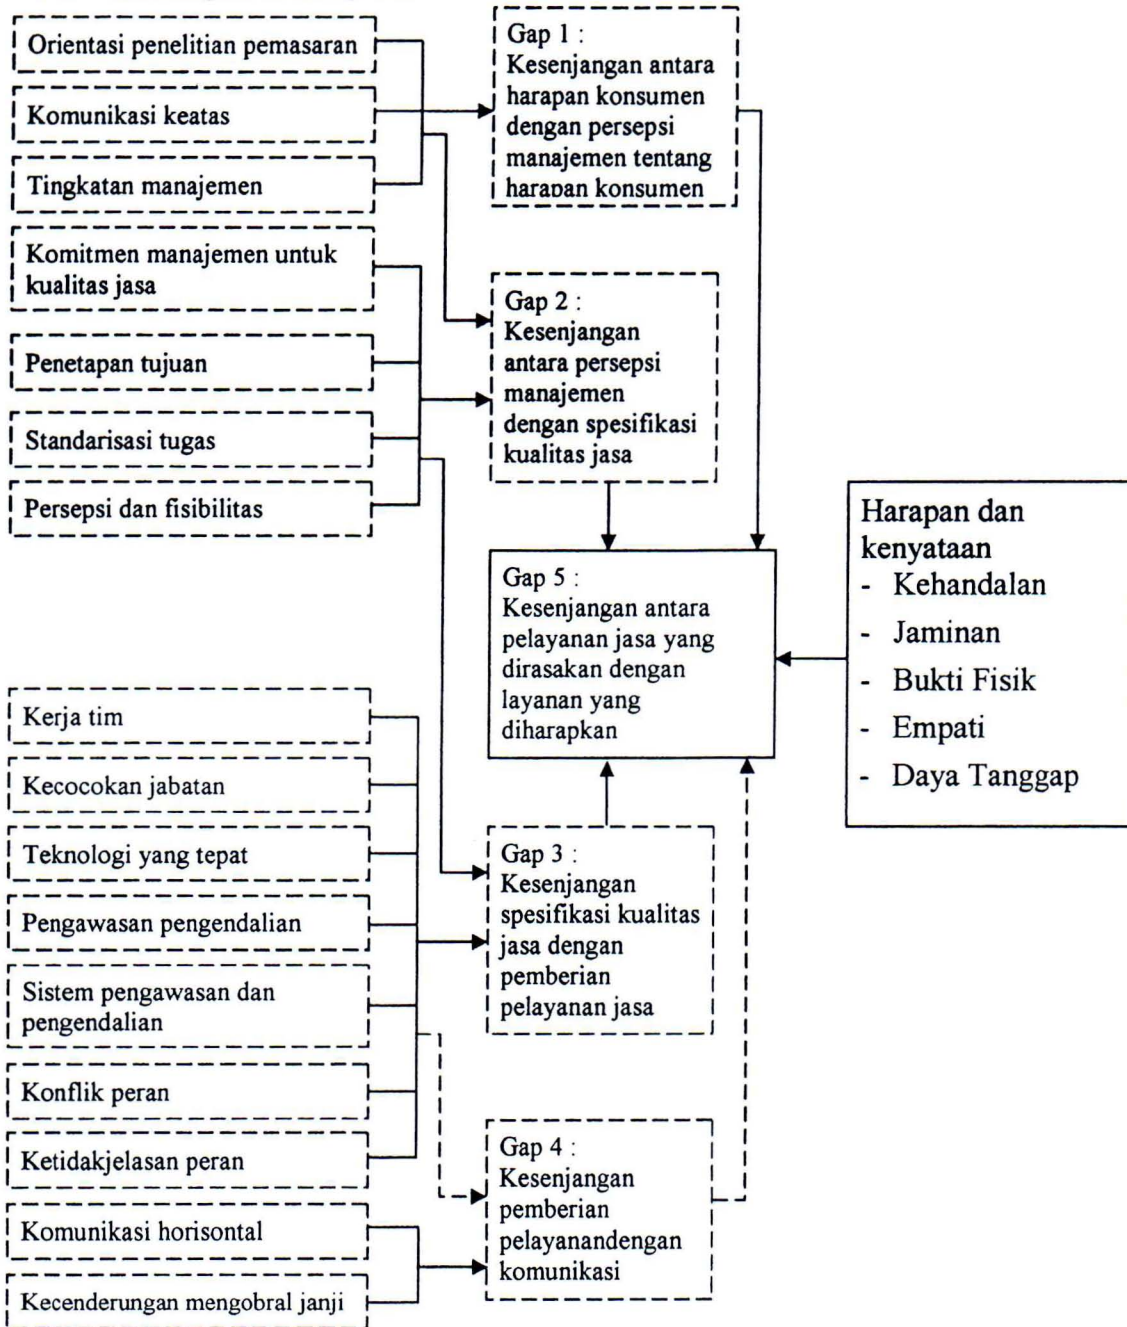 Orientasi penelitian pemasaran
Komunikasi keatas
Tingkatan manajemen
Komitmen manajemen untuk
kualitas jasa
Penetapan tujuan
Standarisasi tugas
Persepsi dan fisibilitas
Kerja tim
Kecocokan jabatan
Teknologi yang tepat
Pengawasan pengendalian
Sistem pengawasan dan
pengendalian
Konflik peran
Ketidakjelasan peran
Komunikasi horisontal
Kecenderungan mengobral janji
Gap 1 :
Kesenjangan antara
harapan konsumen
dengan persepsi
manajemen tentang
harapan konsumen
Gap 2 :
Kesenjangan
antara persepsi
manajemen
dengan spesifikasi
kualitas jasa
Gap 5 :
Kesenjangan antara
pelayanan jasa yang
dirasakan dengan
layanan yang
diharapkan
Gap 3 :
Kesenjangan
spesifikasi kualitas
jasa dengan
pemberian
pelayanan jasa
Gap 4 :
Kesenjangan
pemberian
pelayanandengan
komunikasi
Harapan dan
kenyataan
- Kehandalan
- Jaminan
- Bukti Fisik
- Empati
- Daya Tanggap